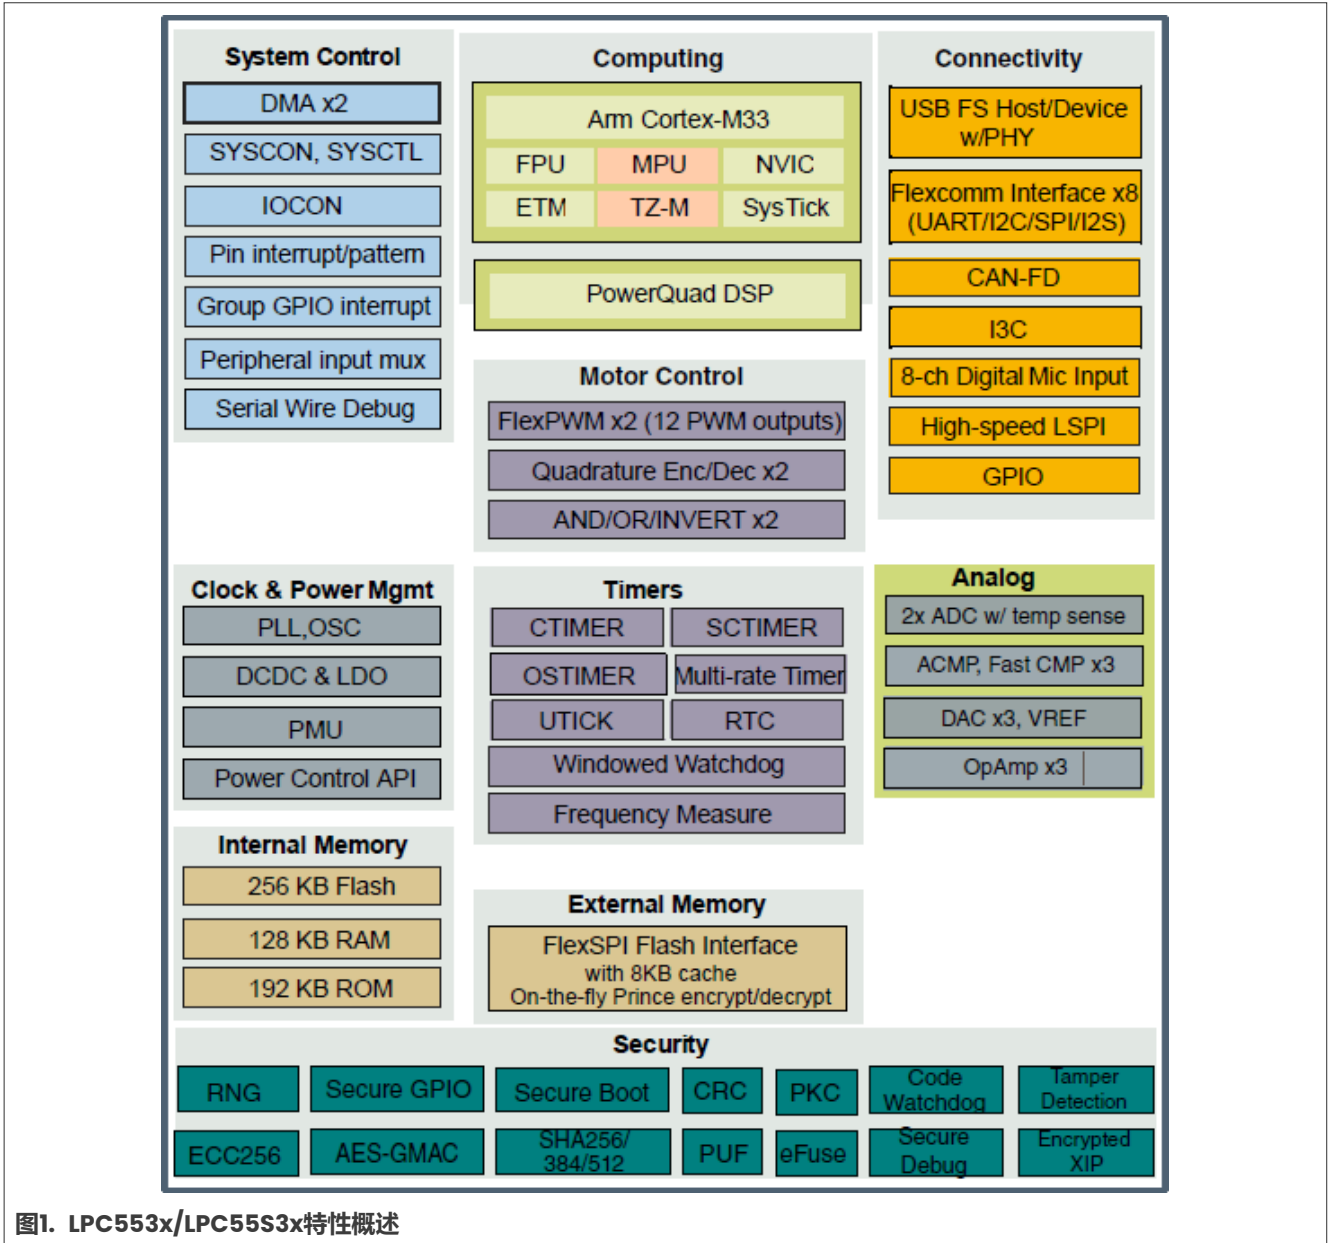 System Control
DMA x2
SYSCON, SYSCTL
IOCON
Pin interrupt/pattern
Group GPIO interrupt
Peripheral input mux
Serial Wire Debug
Computing
Arm Cortex-M33
FPU MPU NVIC
ETM TZ-M SysTick
PowerQuad DSP
Connectivity
USB FS Host/Device
w/PHY
Flexcomm Interface x8
(UART/I2C/SPI/I2S)
CAN-FD
I3C
8-ch Digital Mic Input
High-speed LSPI
GPIO
Motor Control
FlexPWM x2 (12 PWM outputs)
Quadrature Enc/Dec x2
AND/OR/INVERT x2
Clock & Power Mgmt
PLL,OSC
DCDC & LDO
PMU
Power Control API
Timers
CTIMER SCTIMER
OSTIMER Multi-rate Timer
UTICK RTC
Windowed Watchdog
Frequency Measure
Analog
2x ADC w/ temp sense
ACMP, Fast CMP x3
DAC x3, VREF
OpAmp x3
Internal Memory
256 KB Flash
128 KB RAM
192 KB ROM
External Memory
FlexSPI Flash Interface
with 8KB cache
On-the-fly Prince encrypt/decrypt
Security
RNG
Secure GPIO
Secure Boot
CRC
PKC
Code
Watchdog
Tamper
Detection
ECC256
AES-GMAC
SHA256/
384/512
PUF
eFuse
Secure
Debug
Encrypted
XIP
图1. LPC553x/LPC55S3x特性概述